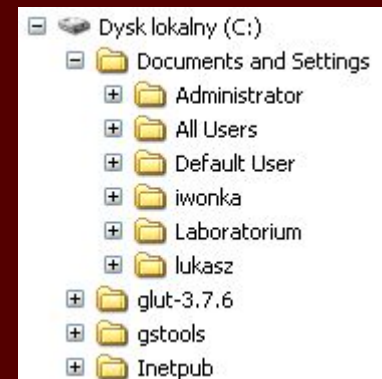 Dysk lokalny (C:)
Documents and Settings
Administrator
All Users
Default User
iwonka
Laboratorium
lukasz
glut-3.7.6
gstools
Inetpub